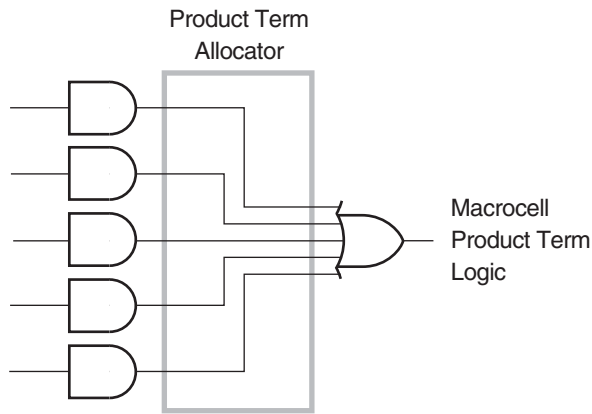 Product Term
Allocator
Macrocell
Product Term
Logic